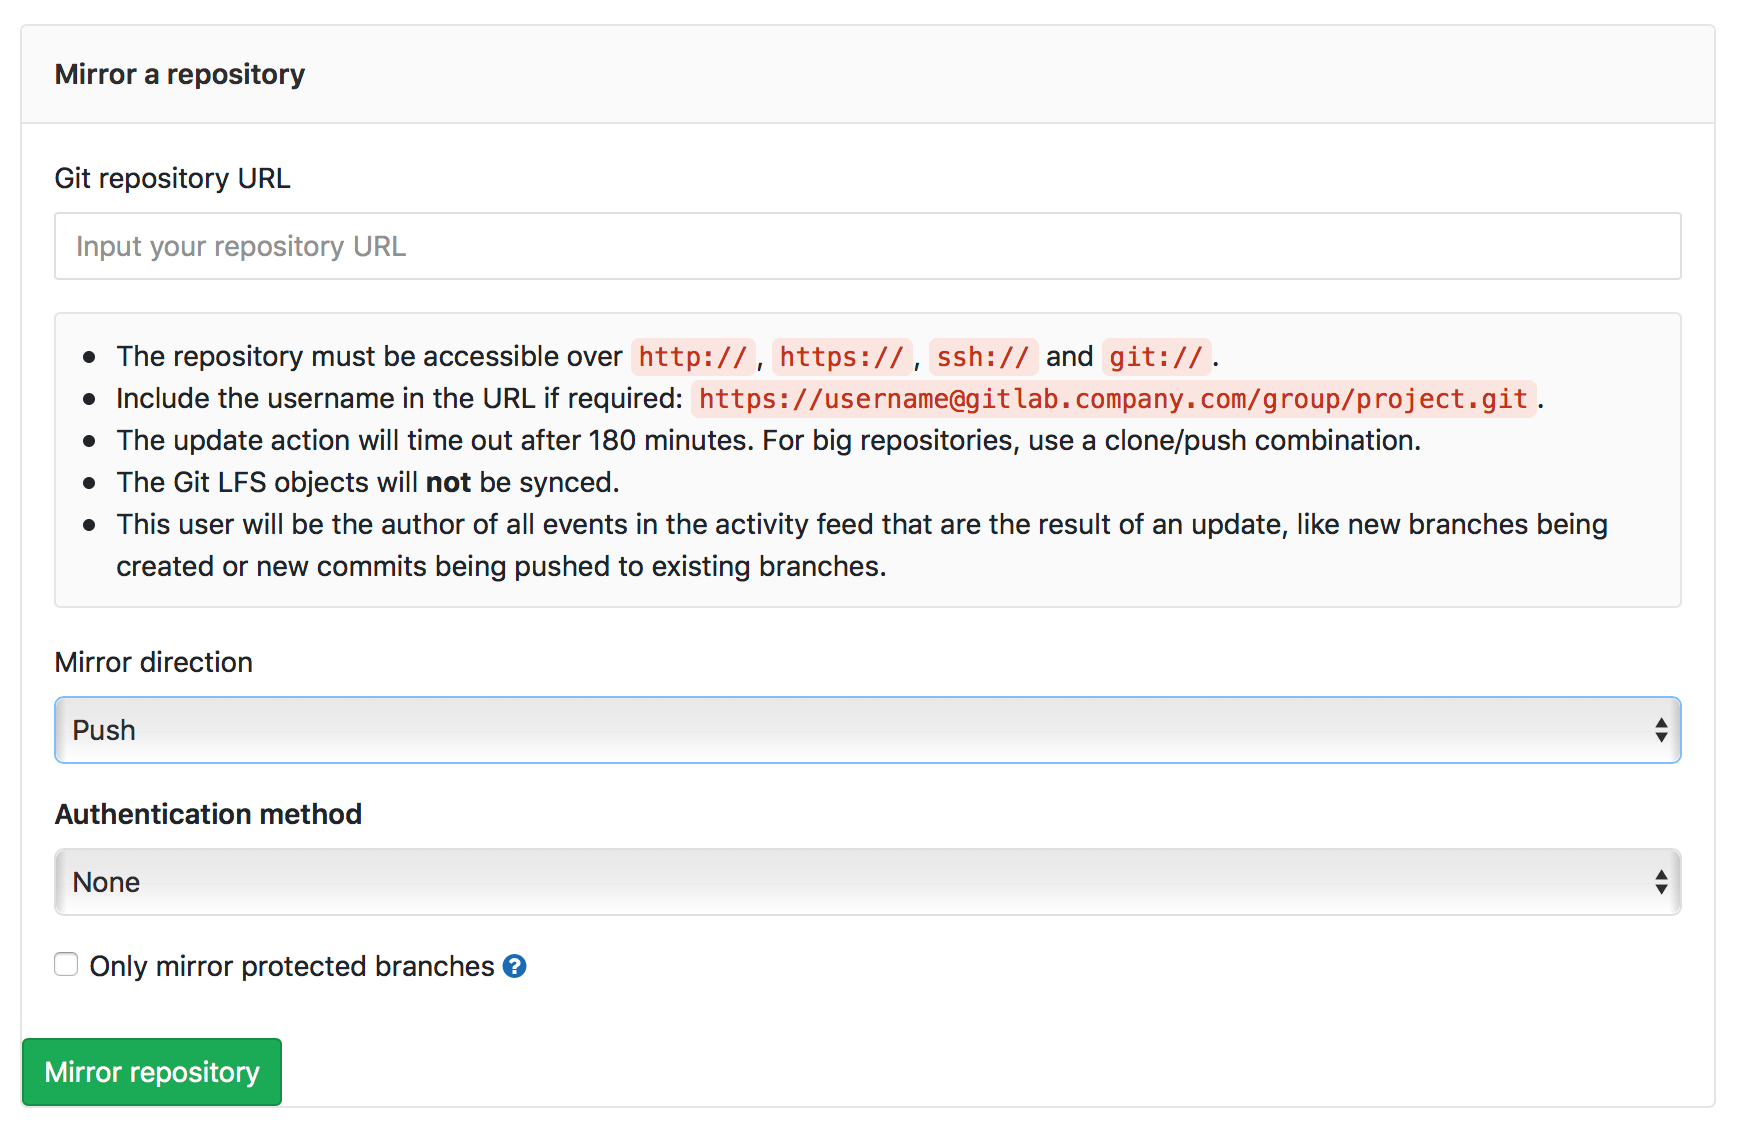 Mirror a repository
Git repository URL
Input your repository URL
The repository must be accessible over http://, https://, ssh:// and git://.
Include the username in the URL if required: https://username@gitlab.company.com/group/project.git.
The update action will time out after 180 minutes. For big repositories, use a clone/push combination.
The Git LFS objects will not be synced.
This user will be the author of all events in the activity feed that are the result of an update, like new branches being
created or new commits being pushed to existing branches.
Mirror direction
Push
Authentication method
None
Only mirror protected branches ?
Mirror repository